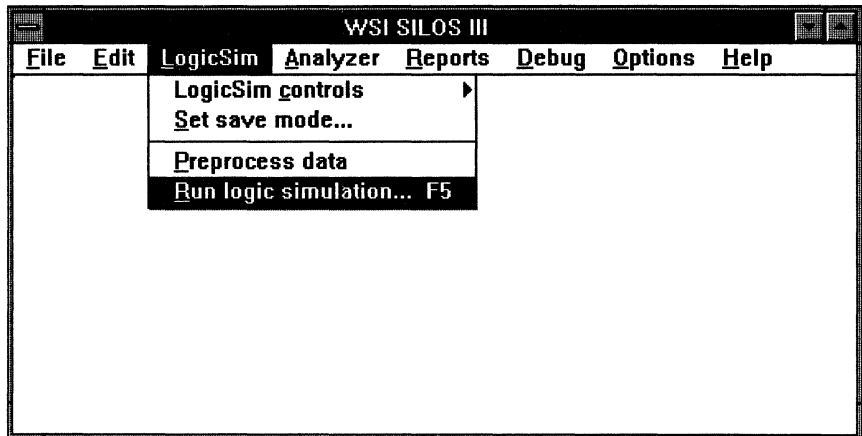 WSI SILOS III
File Edit LogicSim Analyzer Reports Debug Options Help
LogicSim controls
Set save mode...
Preprocess data
Run logic simulation... F5